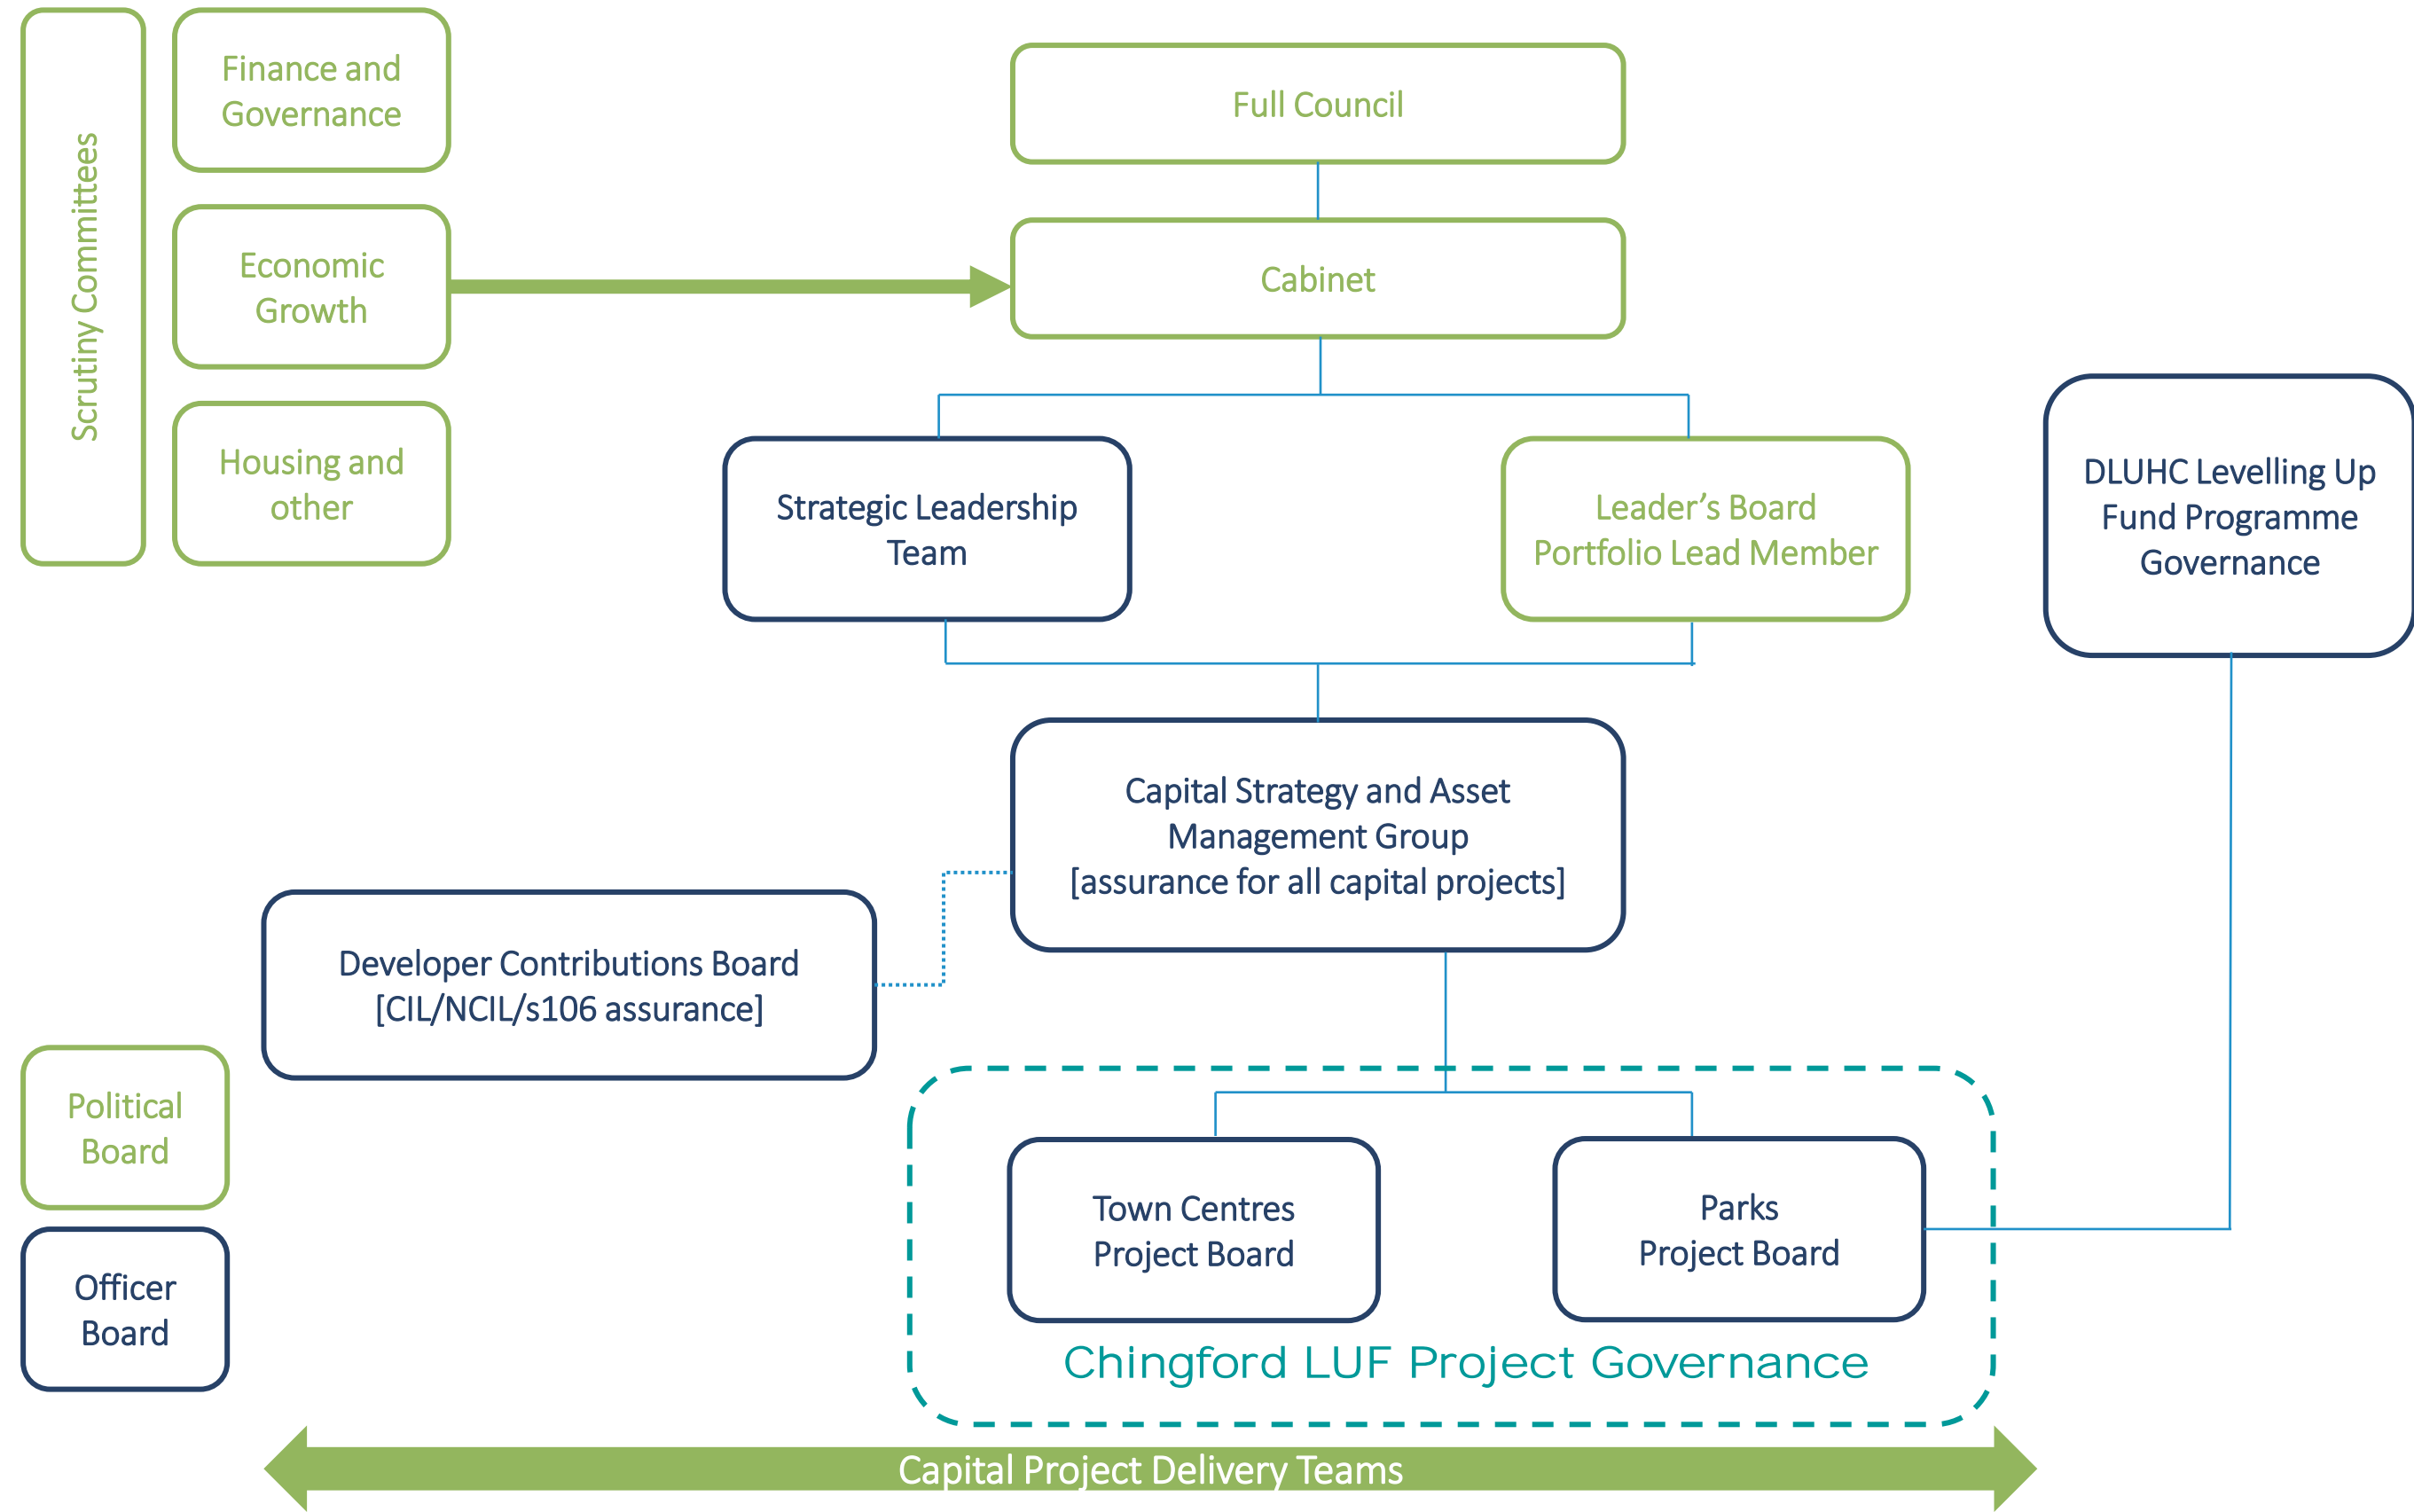 Scrutiny Committees
Finance and
Governance
Economic
Growth
Housing and
other
Full Council
Cabinet
Strategic Leadership
Team
Leader’s Board
Portfolio Lead Member
DLUHC Levelling Up
Fund Programme
Governance
Capital Strategy and Asset
Management Group
[assurance for all capital projects]
Developer Contributions Board
[CIL/NCIL/s106 assurance]
Political
Board
Officer
Board
Town Centres
Project Board
Parks
Project Board
Chingford LUF Project Governance
Capital Project Delivery Teams